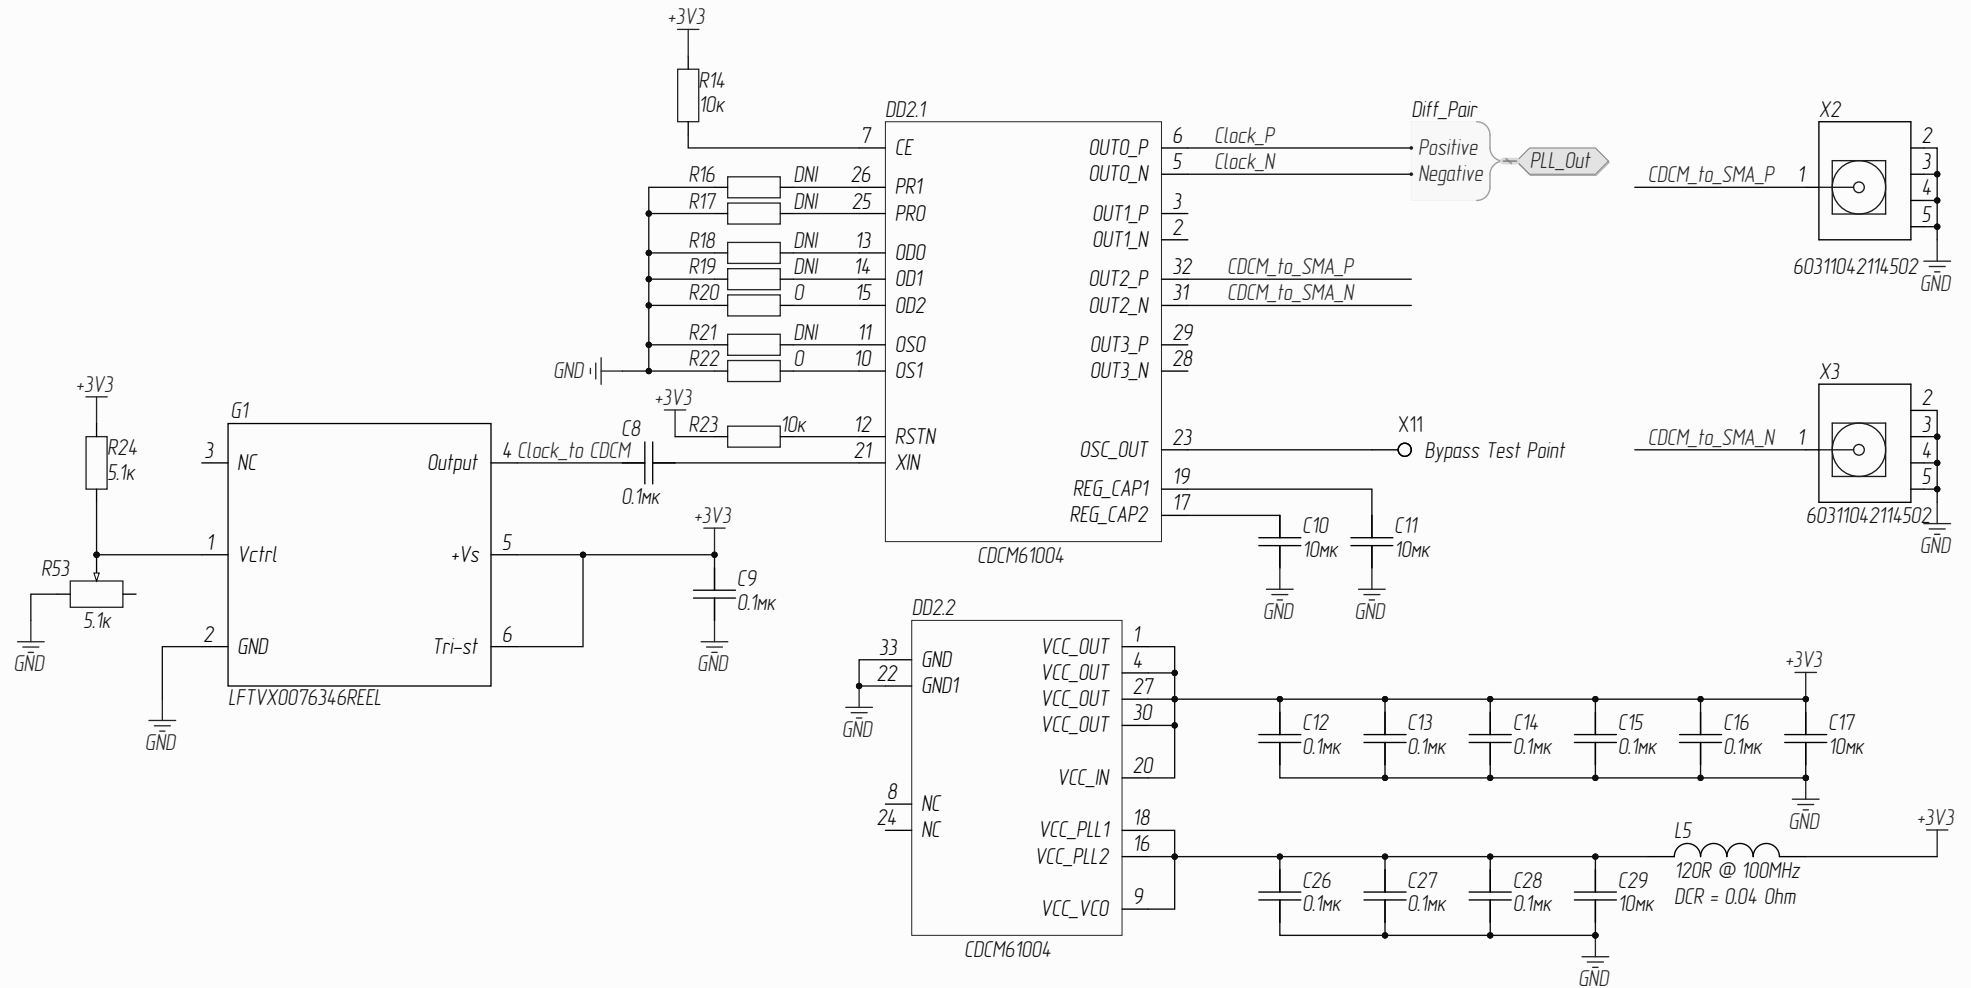 +3V3
R14
10к
DD2.1
7
CE
R16
DNI
26
PR1
R17
DNI
25
PR0
R18
DNI
13
OD0
R19
DNI
14
OD1
R20
0
15
OD2
R21
DNI
11
OS0
R22
0
10
OS1
GND
+3V3
R23
10к
12
RSTN
21
XIN
OUT0_P
6
Clock_P
OUT0_N
5
Clock_N
OUT1_P
3
OUT1_N
2
OUT2_P
32
CDCM_to_SMA_P
OUT2_N
31
CDCM_to_SMA_N
OUT3_P
29
OUT3_N
28
OSC_OUT
23
X11
Bypass Test Point
REG_CAP1
19
REG_CAP2
17
CDCM61004
C10
10мк
GND
C11
10мк
GND
Diff_Pair
Positive
Negative
PLL_Out
X2
CDCM_to_SMA_P
1
2
3
4
5
60311042114502
GND
X3
CDCM_to_SMA_N
1
2
3
4
5
60311042114502
GND
+3V3
R24
5.1к
R53
5.1к
GND
G1
3
NC
1
Vctrl
2
GND
GND
Output
4
Clock_to CDCM
C8
0.1мк
+Vs
5
Tri-st
6
LFTVX0076346REEL
+3V3
C9
0.1мк
GND
DD2.2
33
GND
22
GND1
GND
8
NC
24
NC
VCC_OUT
1
VCC_OUT
4
VCC_OUT
27
VCC_OUT
30
VCC_IN
20
VCC_PLL1
18
VCC_PLL2
16
VCC_VCO
9
CDCM61004
+3V3
C12
0.1мк
C13
0.1мк
C14
0.1мк
C15
0.1мк
C16
0.1мк
C17
10мк
GND
C26
0.1мк
C27
0.1мк
C28
0.1мк
C29
10мк
GND
L5
120R @ 100MHz
DCR = 0.04 Ohm
+3V3